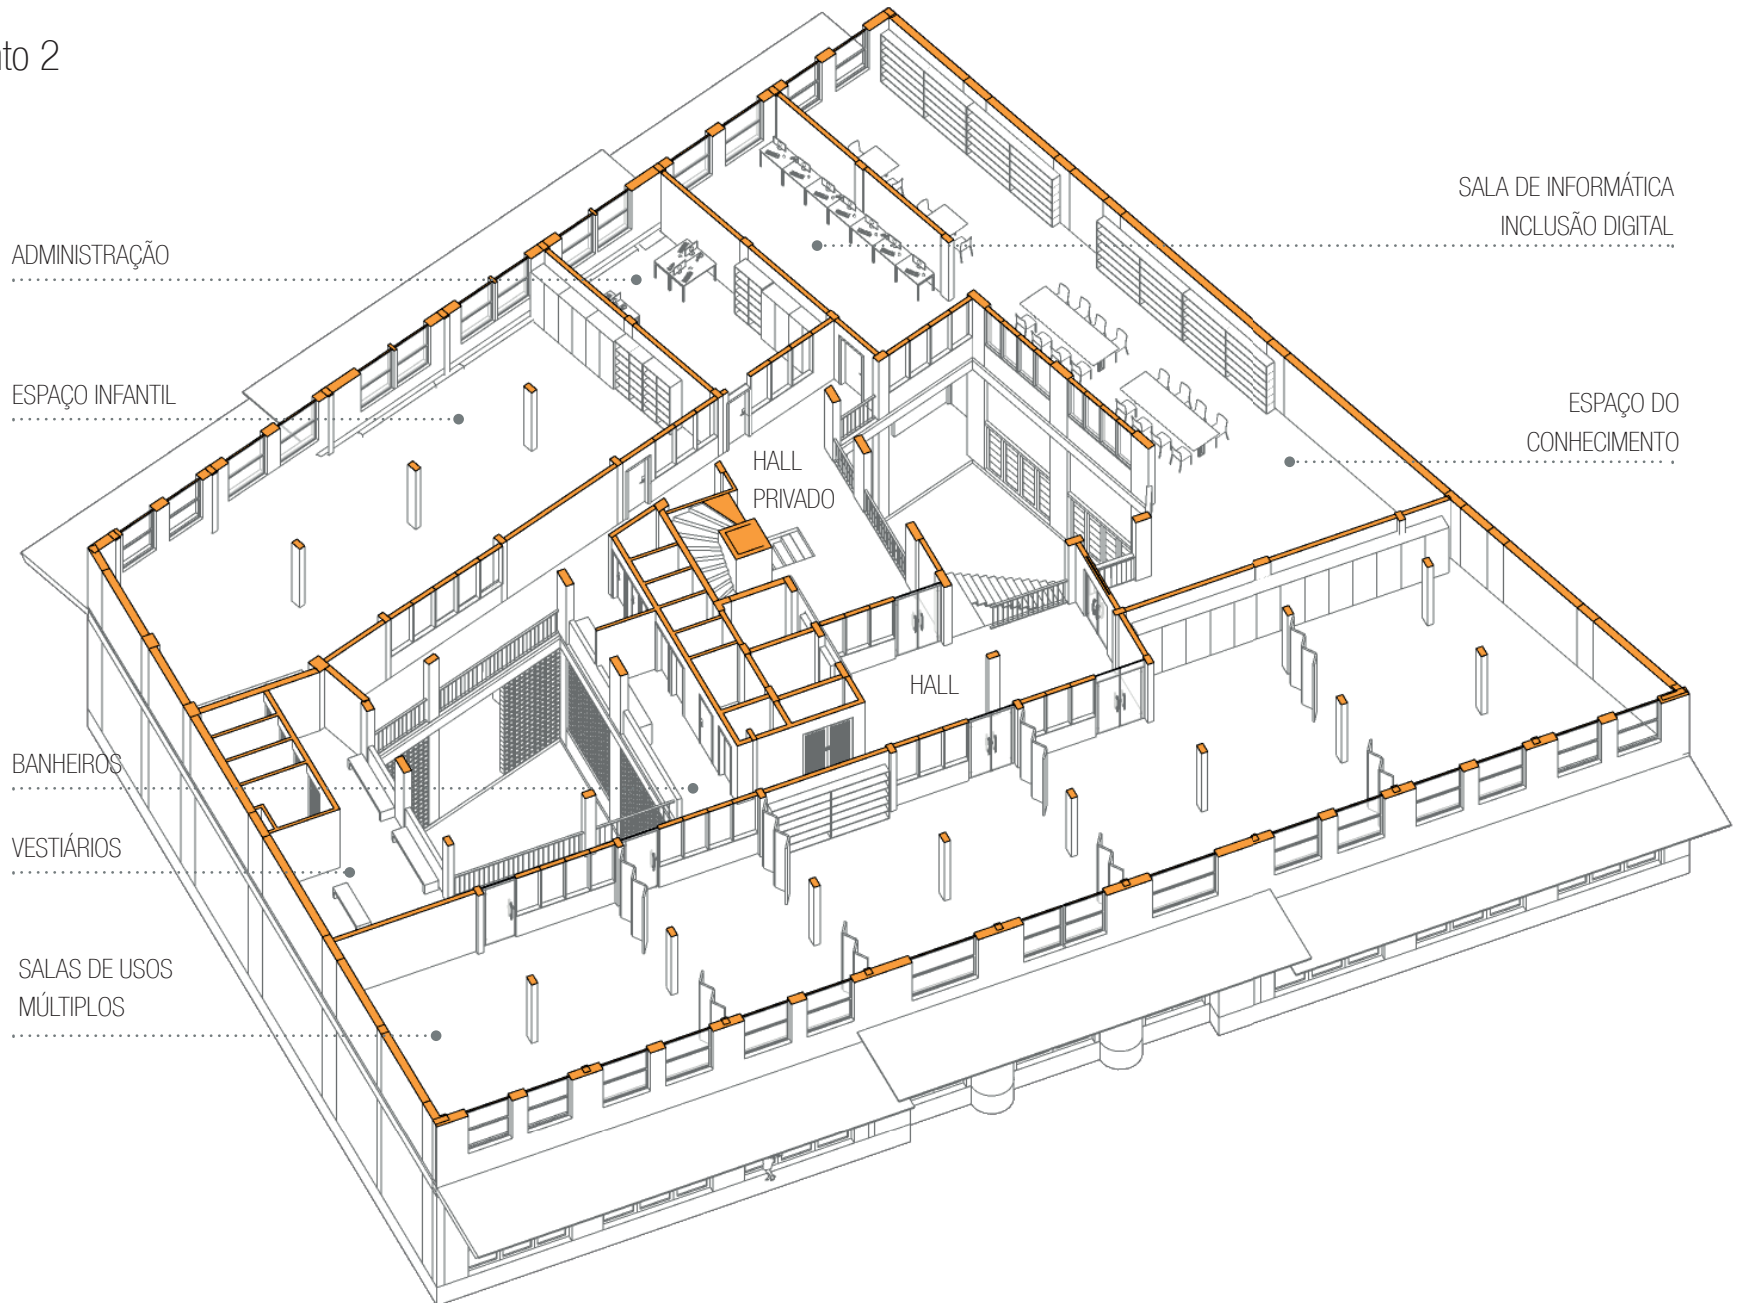 nto 2
SALA DE INFORMÁTICA
INCLUSÃO DIGITAL
ADMINISTRAÇÃO
ESPAÇO INFANTIL
ESPAÇO DO
CONHECIMENTO
HALL
PRIVADO
HALL
BANHEIROS
VESTIÁRIOS
SALAS DE USOS
MÚLTIPLOS